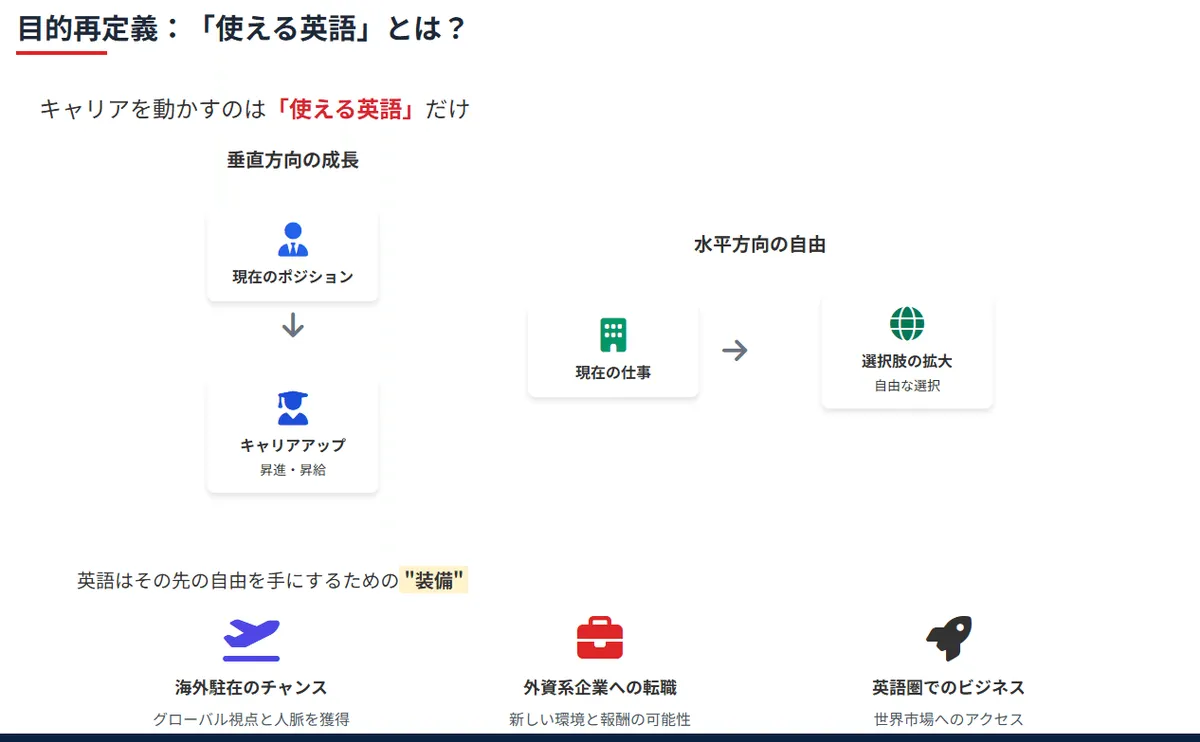 目的再定義：「使える英語」とは？
キャリアを動かすのは「使える英語」だけ
垂直方向の成長
現在のポジション
キャリアアップ
昇進・昇給
水平方向の自由
現在の仕事
選択肢の拡大
自由な選択
英語はその先の自由を手にするための"装備"
海外駐在のチャンス
グローバル視点と人脈を獲得
外資系企業への転職
新しい環境と報酬の可能性
英語圏でのビジネス
世界市場へのアクセス